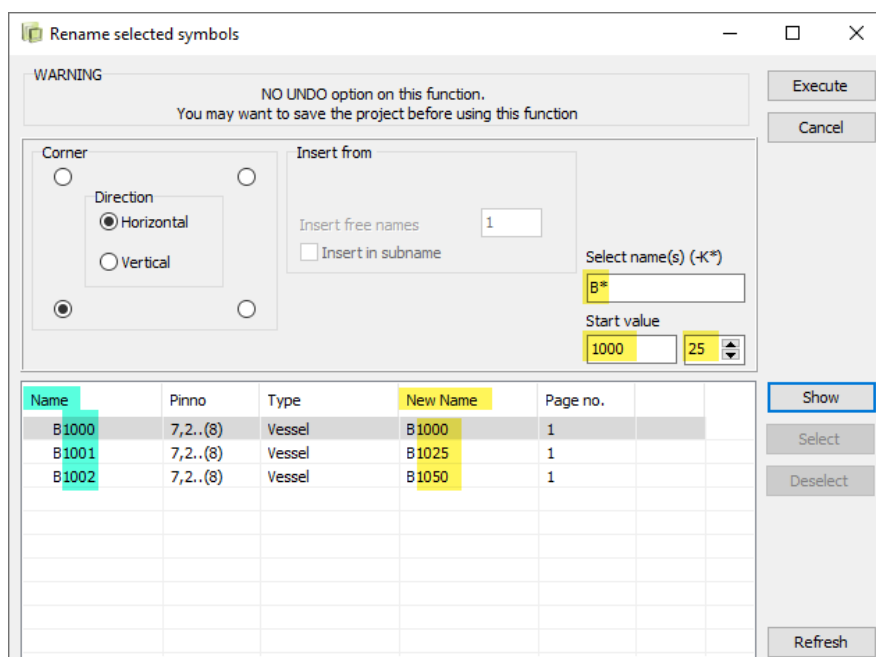 Rename selected symbols
WARNING
NO UNDO option on this function.
You may want to save the project before using this function
Execute
Cancel
Corner
Direction
Horizontal
Vertical
Insert from
Insert free names 1
Insert in subname
Select name(s) (-K*)
B*
Start value
1000 25
Name Pinno Type New Name Page no.
B1000 7,2..(8) Vessel B1000 1
B1001 7,2..(8) Vessel B1025 1
B1002 7,2..(8) Vessel B1050 1
Show
Select
Deselect
Refresh